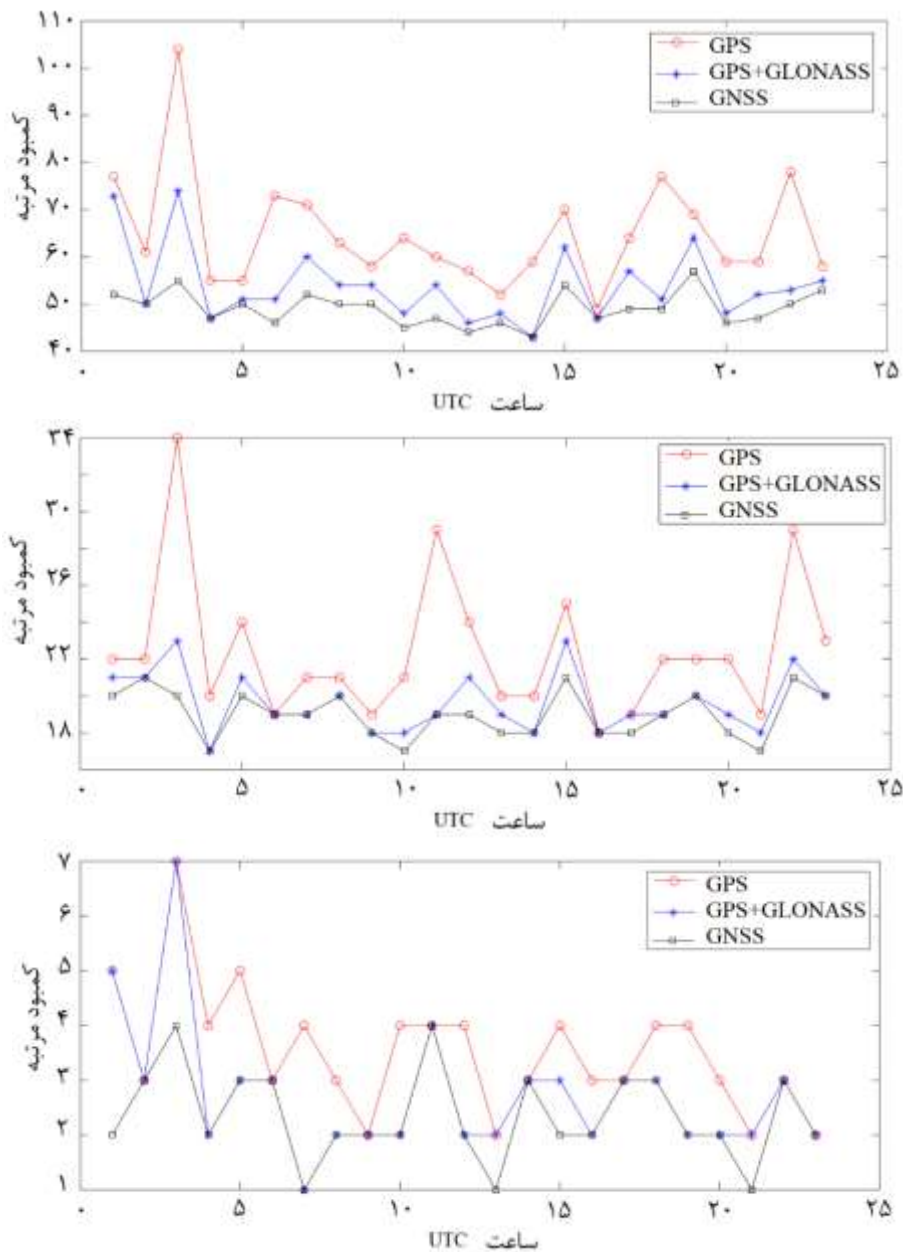 ۱۱۰
۱۰۰
۹۰
۸۰
۷۰
۶۰
۵۰
۴۰
کمبود مرتبه
GPS
GPS+GLONASS
GNSS
۰ ۵ ۱۰ ۱۵ ۲۰ ۲۵
ساعت UTC
۳۴
۳۰
۲۶
۲۲
۱۸
کمبود مرتبه
GPS
GPS+GLONASS
GNSS
۰ ۵ ۱۰ ۱۵ ۲۰ ۲۵
ساعت UTC
۷
۶
۵
۴
۳
۲
۱
کمبود مرتبه
GPS
GPS+GLONASS
GNSS
۰ ۵ ۱۰ ۱۵ ۲۰ ۲۵
ساعت UTC